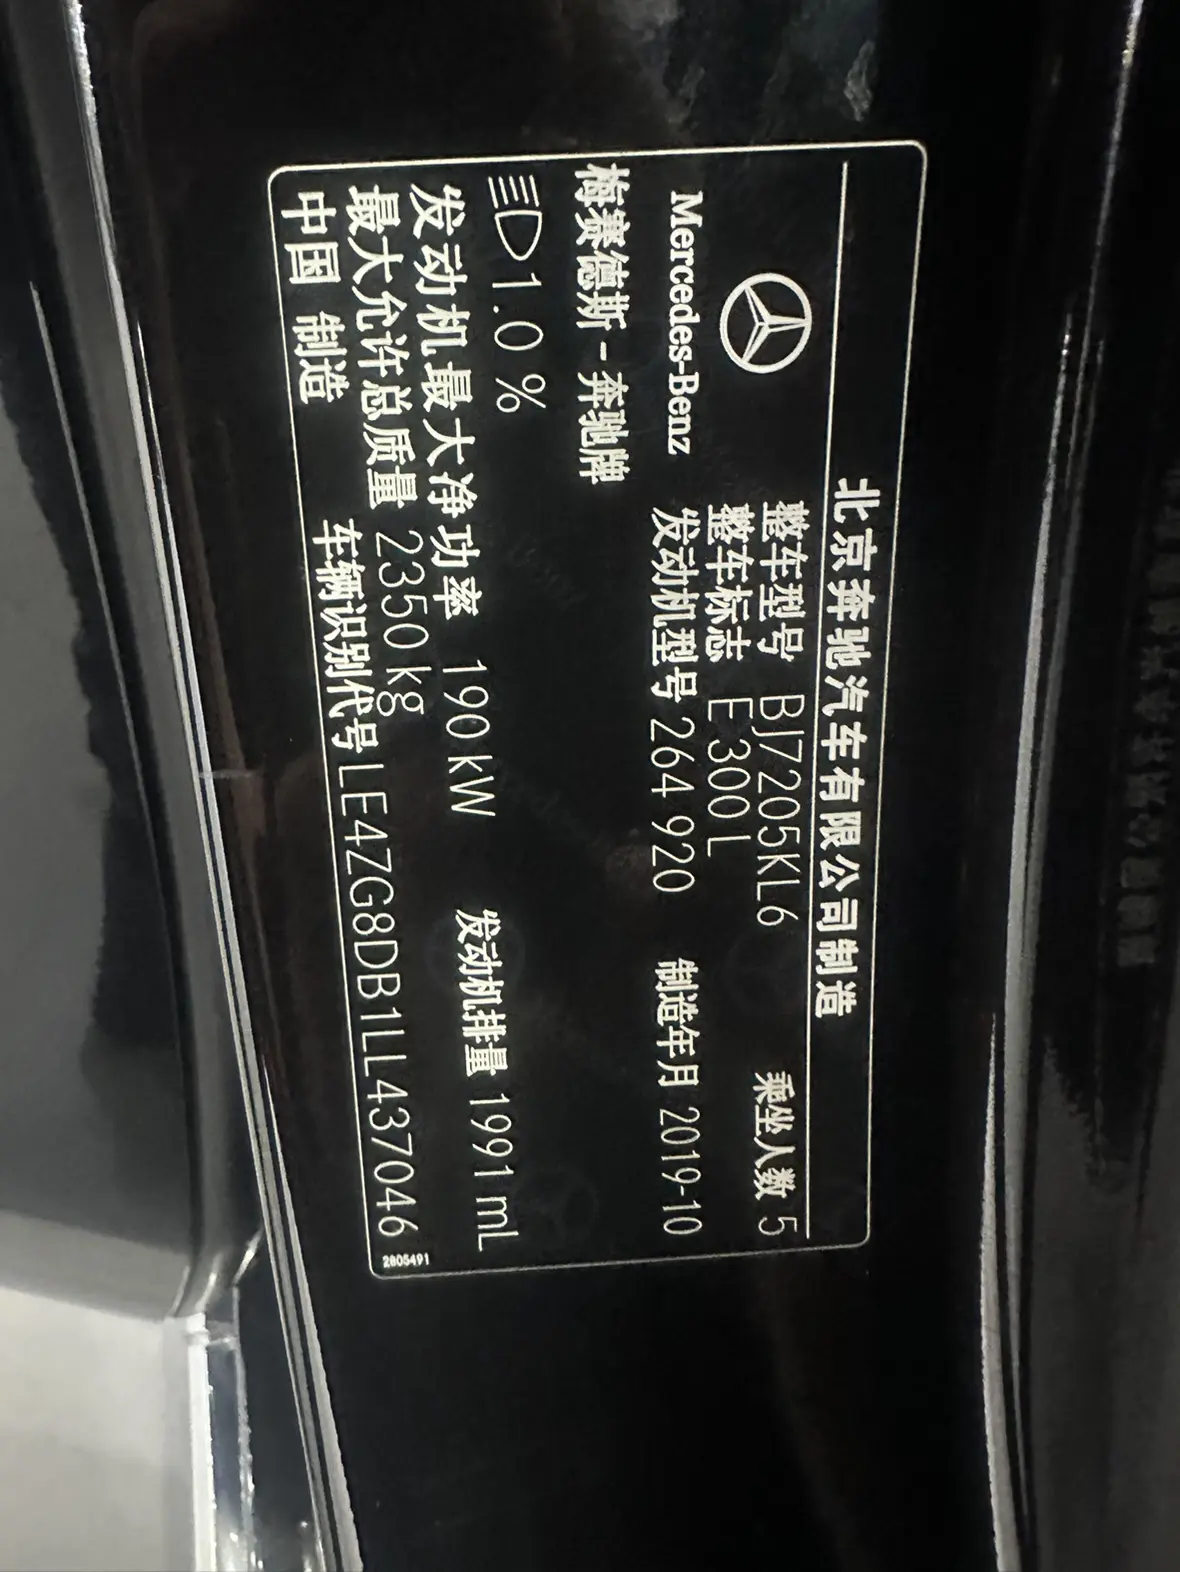 北京奔驰汽车有限公司制造
Mercedes-Benz
梅赛德斯-奔驰牌
整车型号 BJ7205KL6 乘坐人数 5
整车标志 E 300 L
发动机型号 264 920 制造年月 2019-10
1.0 %
发动机最大净功率 190 kW 发动机排量 1991 mL
最大允许总质量 2350 kg
中国 制造 车辆识别代号 LE4ZG8DB1LL437046
2805491